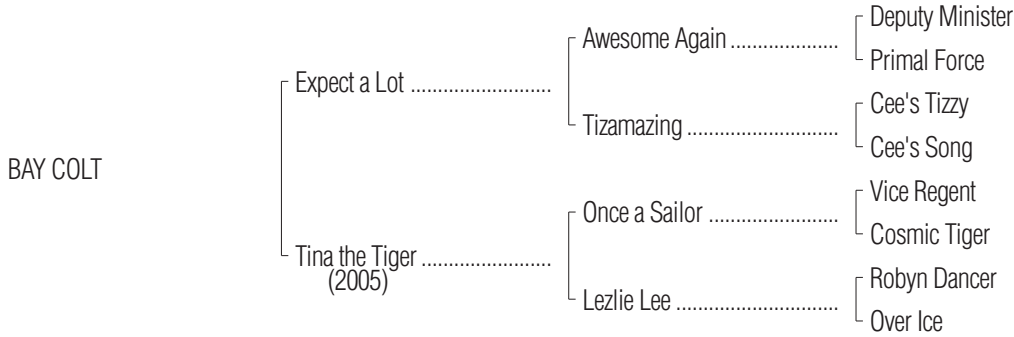 Deputy Minister
Awesome Again ....................
Primal Force
Expect a Lot ..........................
Cee's Tizzy
Tizamazing ............................
Cee's Song
BAY COLT
Vice Regent
Once a Sailor ........................
Cosmic Tiger
Tina the Tiger ........................
(2005)
Robyn Dancer
Lezlie Lee ..............................
Over Ice